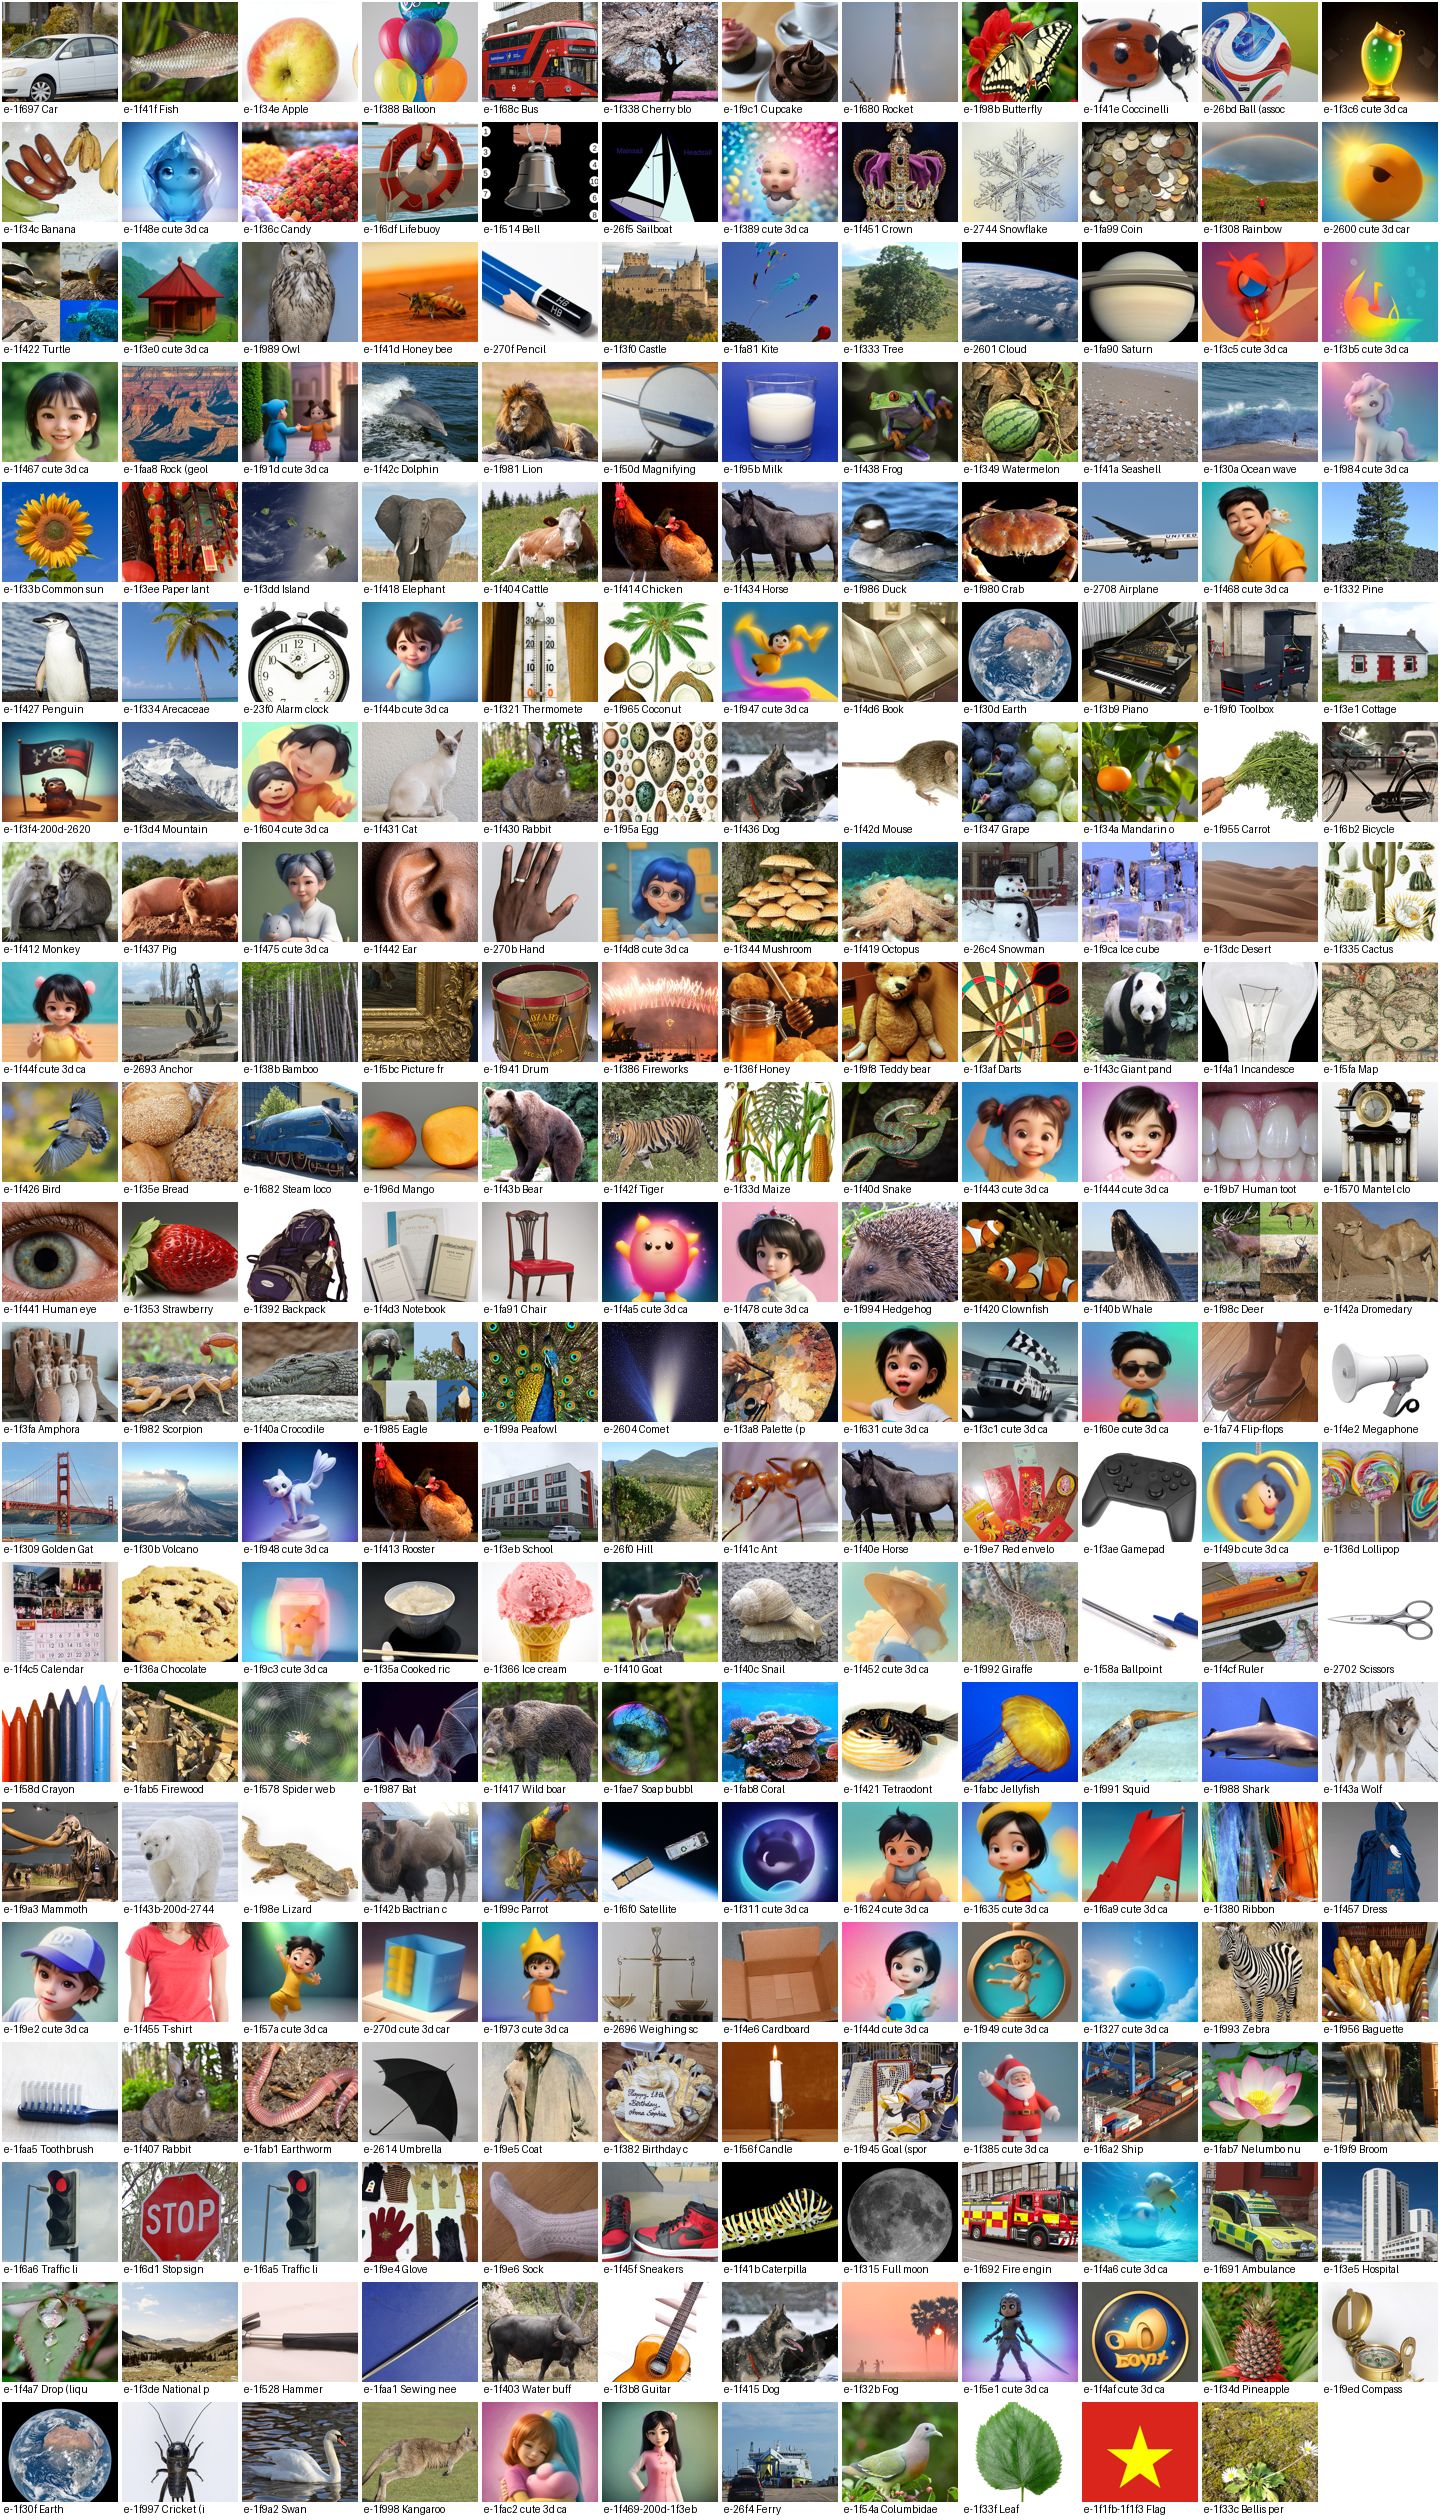 e-1f697 Car
e-1f41f Fish
e-1f34e Apple
e-1f388 Balloon
e-1f68c Bus
e-1f338 Cherry blo
e-1f9c1 Cupcake
e-1f680 Rocket
e-1f98b Butterfly
e-1f41e Coccinelli
e-26bd Ball (assoc
e-1f3c6 cute 3d ca
1
3
5
7
2
4
10
6
8
Mainsail
Headsail
e-1f34c Banana
e-1f48e cute 3d ca
e-1f36c Candy
e-1f6df Lifebuoy
e-1f514 Bell
e-26f5 Sailboat
e-1f389 cute 3d ca
e-1f451 Crown
e-2744 Snowflake
e-1fa99 Coin
e-1f308 Rainbow
e-2600 cute 3d car
HB
HB
e-1f422 Turtle
e-1f3e0 cute 3d ca
e-1f989 Owl
e-1f41d Honey bee
e-270f Pencil
e-1f3f0 Castle
e-1fa81 Kite
e-1f333 Tree
e-2601 Cloud
e-1fa90 Saturn
e-1f3c5 cute 3d ca
e-1f3b5 cute 3d ca
e-1f467 cute 3d ca
e-1faa8 Rock (geol
e-1f91d cute 3d ca
e-1f42c Dolphin
e-1f981 Lion
e-1f50d Magnifying
e-1f95b Milk
e-1f438 Frog
e-1f349 Watermelon
e-1f41a Seashell
e-1f30a Ocean wave
e-1f984 cute 3d ca
UNITED
e-1f33b Common sun
e-1f3ee Paper lant
e-1f3dd Island
e-1f418 Elephant
e-1f404 Cattle
e-1f414 Chicken
e-1f434 Horse
e-1f986 Duck
e-1f980 Crab
e-2708 Airplane
e-1f468 cute 3d ca
e-1f332 Pine
30 30
20 20
10 10
0 0
e-1f427 Penguin
e-1f334 Arecaceae
e-23f0 Alarm clock
e-1f44b cute 3d ca
e-1f321 Thermomete
e-1f965 Coconut
e-1f947 cute 3d ca
e-1f4d6 Book
e-1f30d Earth
e-1f3b9 Piano
e-1f9f0 Toolbox
e-1f3e1 Cottage
e-1f3f4-200d-2620
e-1f3d4 Mountain
e-1f604 cute 3d ca
e-1f431 Cat
e-1f430 Rabbit
e-1f95a Egg
e-1f436 Dog
e-1f42d Mouse
e-1f347 Grape
e-1f34a Mandarin o
e-1f955 Carrot
e-1f6b2 Bicycle
e-1f412 Monkey
e-1f437 Pig
e-1f475 cute 3d ca
e-1f442 Ear
e-270b Hand
e-1f4d8 cute 3d ca
e-1f344 Mushroom
e-1f419 Octopus
e-26c4 Snowman
e-1f9ca Ice cube
e-1f3dc Desert
e-1f335 Cactus
MOZART
e-1f44f cute 3d ca
e-2693 Anchor
e-1f38b Bamboo
e-1f5bc Picture fr
e-1f941 Drum
e-1f386 Fireworks
e-1f36f Honey
e-1f9f8 Teddy bear
e-1f3af Darts
e-1f43c Giant pand
e-1f4a1 Incandesce
e-1f5fa Map
e-1f426 Bird
e-1f35e Bread
e-1f682 Steam loco
e-1f96d Mango
e-1f43b Bear
e-1f42f Tiger
e-1f33d Maize
e-1f40d Snake
e-1f443 cute 3d ca
e-1f444 cute 3d ca
e-1f9b7 Human toot
e-1f570 Mantel clo
e-1f441 Human eye
e-1f353 Strawberry
e-1f392 Backpack
e-1f4d3 Notebook
e-1fa91 Chair
e-1f4a5 cute 3d ca
e-1f478 cute 3d ca
e-1f994 Hedgehog
e-1f420 Clownfish
e-1f40b Whale
e-1f98c Deer
e-1f42a Dromedary
e-1f3fa Amphora
e-1f982 Scorpion
e-1f40a Crocodile
e-1f985 Eagle
e-1f99a Peafowl
e-2604 Comet
e-1f3a8 Palette (p
e-1f631 cute 3d ca
e-1f3c1 cute 3d ca
e-1f60e cute 3d ca
e-1fa74 Flip-flops
e-1f4e2 Megaphone
e-1f309 Golden Gat
e-1f30b Volcano
e-1f948 cute 3d ca
e-1f413 Rooster
e-1f3eb School
e-26f0 Hill
e-1f41c Ant
e-1f40e Horse
e-1f9e7 Red envelo
e-1f3ae Gamepad
e-1f49b cute 3d ca
e-1f36d Lollipop
e-1f4c5 Calendar
e-1f36a Chocolate
e-1f9c3 cute 3d ca
e-1f35a Cooked ric
e-1f366 Ice cream
e-1f410 Goat
e-1f40c Snail
e-1f452 cute 3d ca
e-1f992 Giraffe
e-1f58a Ballpoint
e-1f4cf Ruler
e-2702 Scissors
e-1f58d Crayon
e-1fab5 Firewood
e-1f578 Spider web
e-1f987 Bat
e-1f417 Wild boar
e-1fae7 Soap bubbl
e-1fab8 Coral
e-1f421 Tetraodont
e-1fabc Jellyfish
e-1f991 Squid
e-1f988 Shark
e-1f43a Wolf
e-1f9a3 Mammoth
e-1f43b-200d-2744
e-1f98e Lizard
e-1f42b Bactrian c
e-1f99c Parrot
e-1f6f0 Satellite
e-1f311 cute 3d ca
e-1f624 cute 3d ca
e-1f635 cute 3d ca
e-1f6a9 cute 3d ca
e-1f380 Ribbon
e-1f457 Dress
e-1f9e2 cute 3d ca
e-1f455 T-shirt
e-1f57a cute 3d ca
e-270d cute 3d car
e-1f973 cute 3d ca
e-2696 Weighing sc
e-1f4e6 Cardboard
e-1f44d cute 3d ca
e-1f949 cute 3d ca
e-1f327 cute 3d ca
e-1f993 Zebra
e-1f956 Baguette
Happy 18th
Birthday
Anna Sophia
e-1faa5 Toothbrush
e-1f407 Rabbit
e-1fab1 Earthworm
e-2614 Umbrella
e-1f9e5 Coat
e-1f382 Birthday c
e-1f56f Candle
e-1f945 Goal (spor
e-1f385 cute 3d ca
e-1f6a2 Ship
e-1fab7 Nelumbo nu
e-1f9f9 Broom
STOP
e-1f6a6 Traffic li
e-1f6d1 Stop sign
e-1f6a5 Traffic li
e-1f9e4 Glove
e-1f9e6 Sock
e-1f45f Sneakers
e-1f41b Caterpilla
e-1f315 Full moon
e-1f692 Fire engin
e-1f4a6 cute 3d ca
e-1f691 Ambulance
e-1f3e5 Hospital
e-1f4a7 Drop (liqu
e-1f3de National p
e-1f528 Hammer
e-1faa1 Sewing nee
e-1f403 Water buff
e-1f3b8 Guitar
e-1f415 Dog
e-1f32b Fog
e-1f5e1 cute 3d ca
e-1f4af cute 3d ca
e-1f34d Pineapple
e-1f9ed Compass
e-1f30f Earth
e-1f997 Cricket (i
e-1f9a2 Swan
e-1f998 Kangaroo
e-1fac2 cute 3d ca
e-1f469-200d-1f3eb
e-26f4 Ferry
e-1f54a Columbidae
e-1f33f Leaf
e-1f1fb-1f1f3 Flag
e-1f33c Bellis per